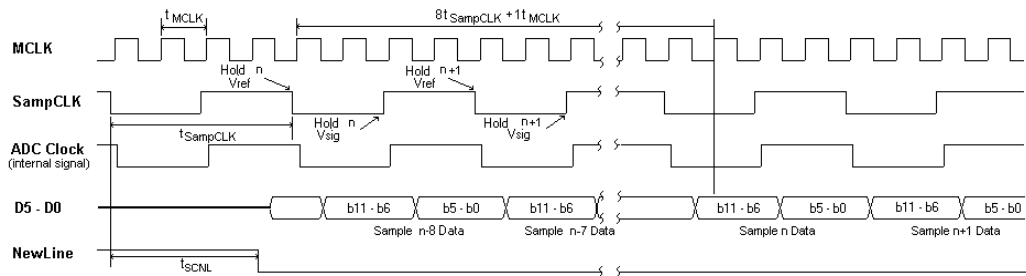 t MCLK
8tSampCLK + 1tMCLK
MCLK
Hold n
Vref
Hold n+1
Vref
SampCLK
Hold n
Vsig
Hold n+1
Vsig
tSampCLK
ADC Clock
(internal signal)
D5 - D0
b11 - b6
b5 - b0
b11 - b6
b11 - b6
b5 - b0
b11 - b6
b5 - b0
Sample n-8 Data
Sample n-7 Data
Sample n Data
Sample n+1 Data
NewLine
tSCNL